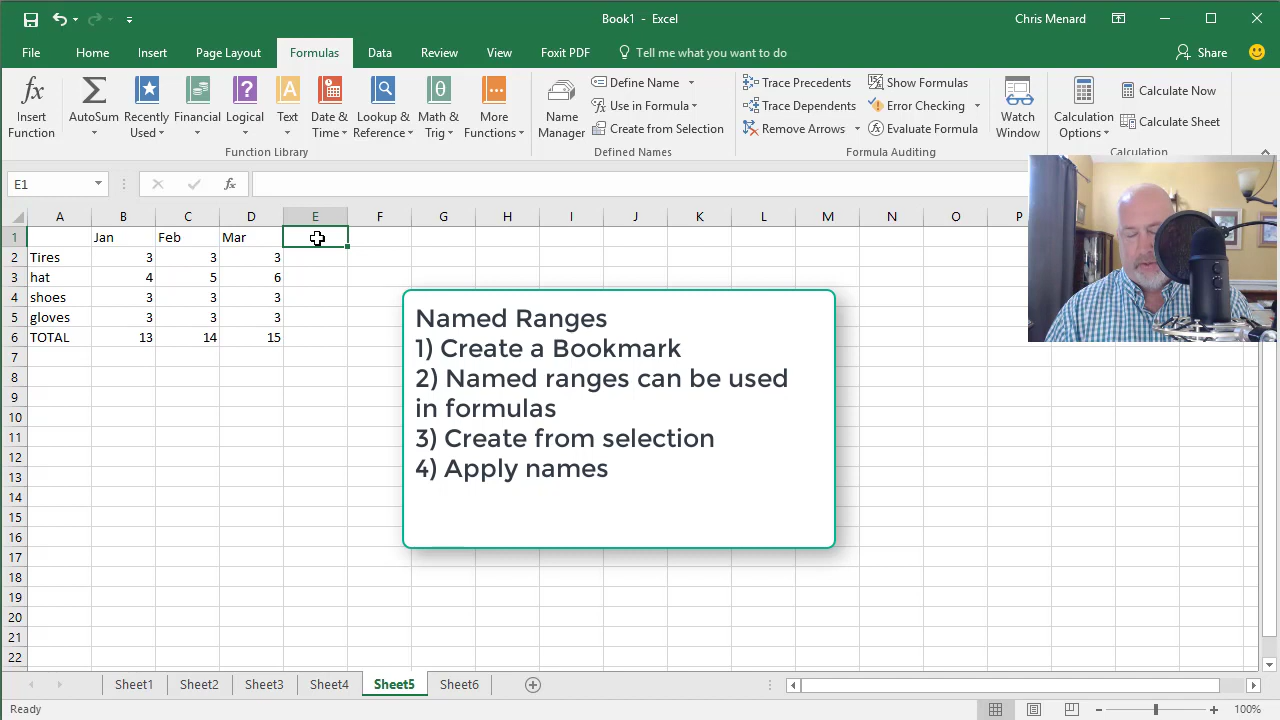 Book1 - Excel
Chris Menard
File Home Insert Page Layout Formulas Data Review View Foxit PDF Tell me what you want to do Share
Insert Function
AutoSum
Recently Used
Financial
Logical
Text
Date & Time
Lookup & Reference
Math & Trig
More Functions
Function Library
Name Manager
Define Name
Use in Formula
Create from Selection
Defined Names
Trace Precedents
Trace Dependents
Remove Arrows
Show Formulas
Error Checking
Evaluate Formula
Formula Auditing
Watch Window
Calculation Options
Calculate Now
Calculate Sheet
Calculation
E1
fx
A B C D E F G H I J K L M N O P
1 Jan Feb Mar
2 Tires 3 3 3
3 hat 4 5 6
4 shoes 3 3 3
5 gloves 3 3 3
6 TOTAL 13 14 15
7
8
9
10
11
12
13
14
15
16
17
18
19
20
21
22
Named Ranges
1) Create a Bookmark
2) Named ranges can be used
in formulas
3) Create from selection
4) Apply names
Sheet1 Sheet2 Sheet3 Sheet4 Sheet5 Sheet6
Ready
100%